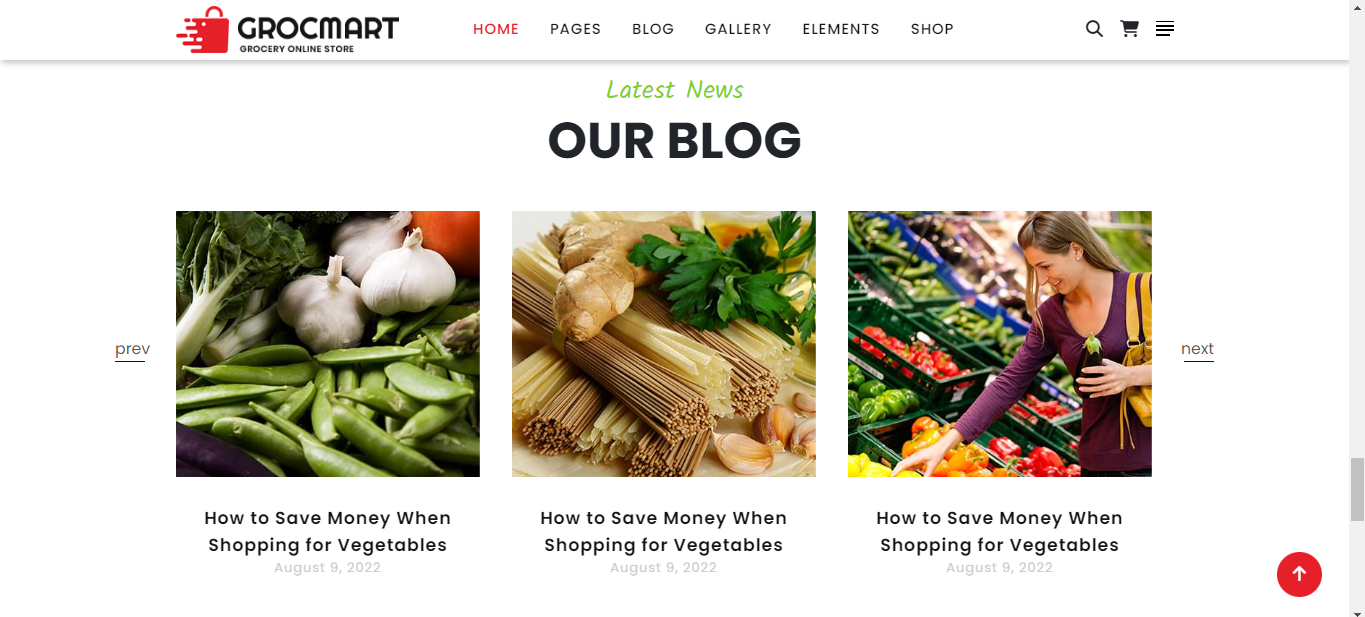 GROCMART
GROCERY ONLINE STORE
HOME PAGES BLOG GALLERY ELEMENTS SHOP
Latest News
OUR BLOG
prev
next
How to Save Money When
Shopping for Vegetables
August 9, 2022
How to Save Money When
Shopping for Vegetables
August 9, 2022
How to Save Money When
Shopping for Vegetables
August 9, 2022